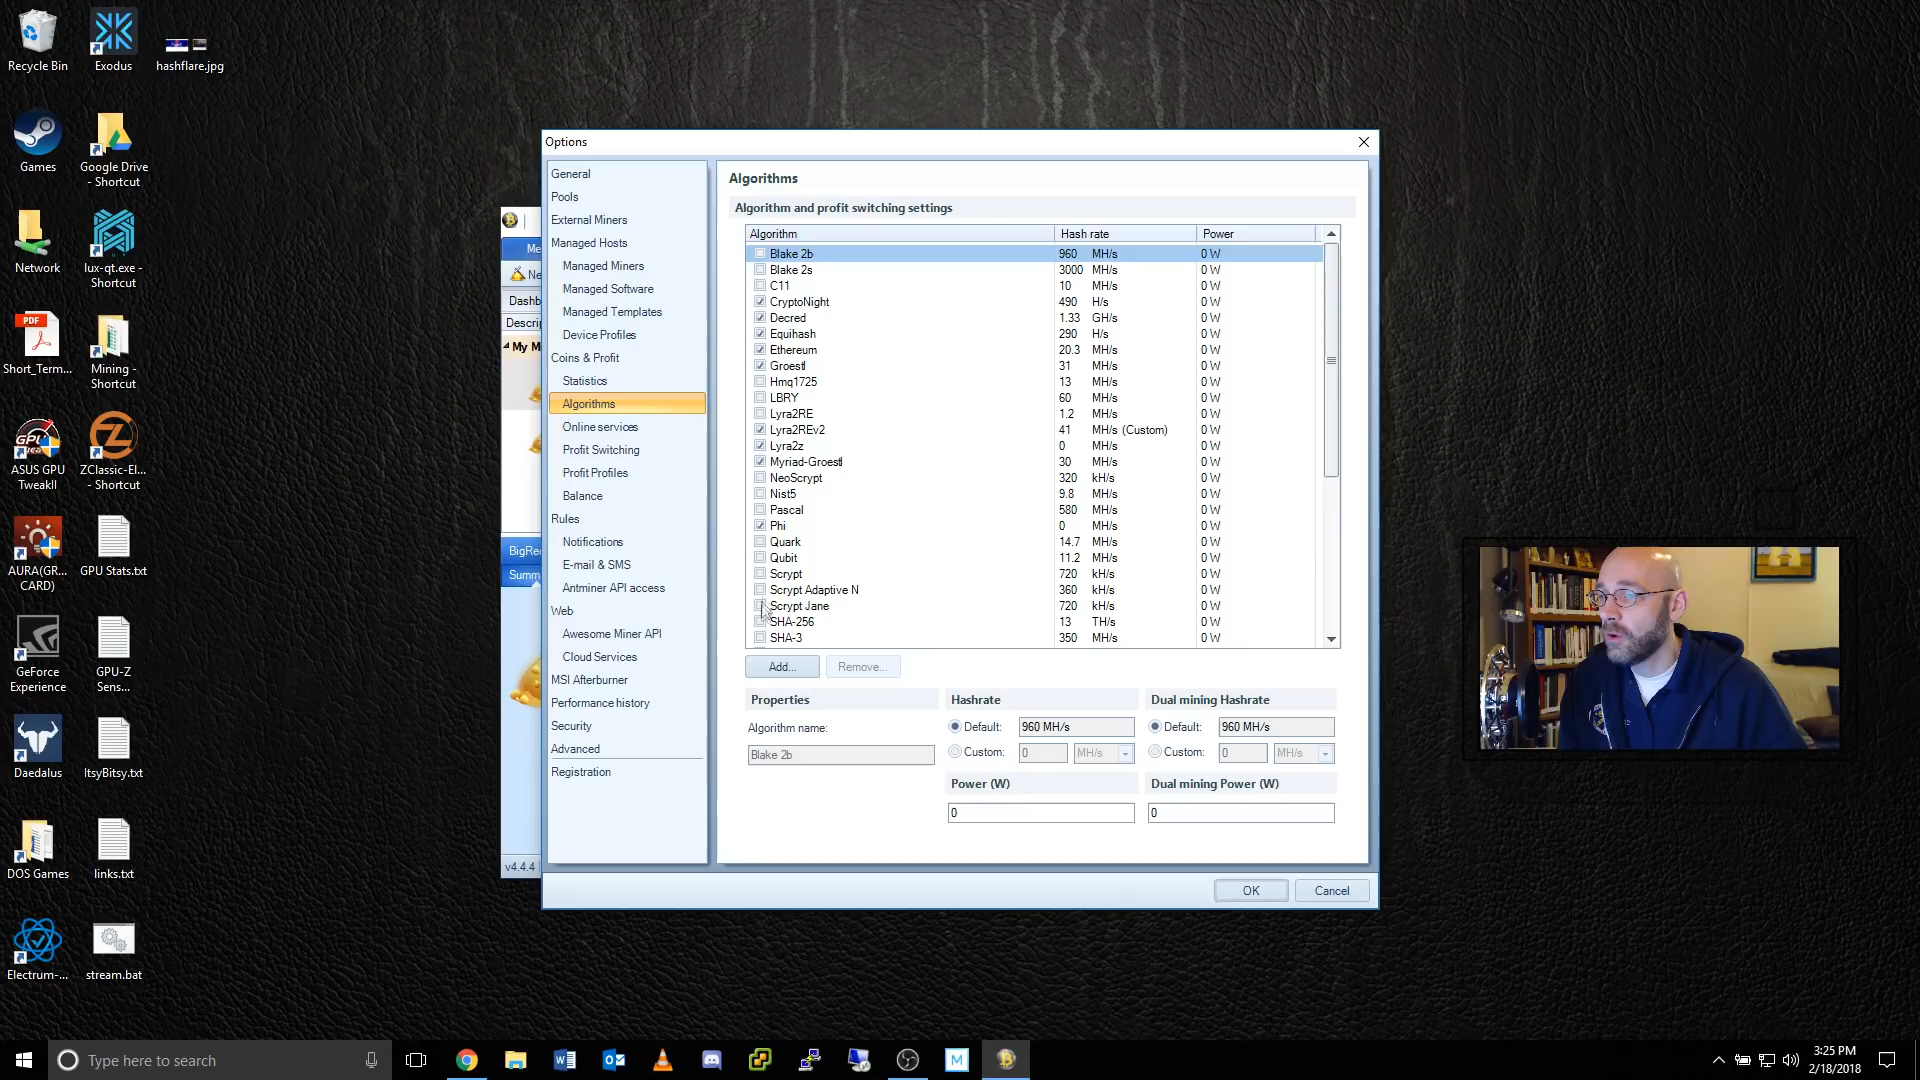 Recycle Bin
Exodus
hashflare.jpg
Games
Google Drive
- Shortcut
Network
lux-qt.exe -
Shortcut
PDF
Short_Term...
Mining -
Shortcut
ASUS GPU
TweakII
ZClassic-El...
- Shortcut
AURA(GR...
CARD)
GPU Stats.txt
GeForce
Experience
GPU-Z
Sens...
Daedalus
ItsyBitsy.txt
DOS Games
links.txt
Electrum-...
stream.bat
Me
Ne
Dashb
Descrip
My M
BigRe
Summ
v4.4.4
Options
General
Pools
External Miners
Managed Hosts
Managed Miners
Managed Software
Managed Templates
Device Profiles
Coins & Profit
Statistics
Algorithms
Online services
Profit Switching
Profit Profiles
Balance
Rules
Notifications
E-mail & SMS
Antminer API access
Web
Awesome Miner API
Cloud Services
MSI Afterburner
Performance history
Security
Advanced
Registration
Algorithms
Algorithm and profit switching settings
Algorithm Hash rate Power
Blake 2b 960 MH/s 0 W
Blake 2s 3000 MH/s 0 W
C11 10 MH/s 0 W
CryptoNight 490 H/s 0 W
Decred 1.33 GH/s 0 W
Equihash 290 H/s 0 W
Ethereum 20.3 MH/s 0 W
Groestl 31 MH/s 0 W
Hmq1725 13 MH/s 0 W
LBRY 60 MH/s 0 W
Lyra2RE 1.2 MH/s 0 W
Lyra2REv2 41 MH/s (Custom) 0 W
Lyra2z 0 MH/s 0 W
Myriad-Groestl 30 MH/s 0 W
NeoScrypt 320 kH/s 0 W
Nist5 9.8 MH/s 0 W
Pascal 580 MH/s 0 W
Phi 0 MH/s 0 W
Quark 14.7 MH/s 0 W
Qubit 11.2 MH/s 0 W
Scrypt 720 kH/s 0 W
Scrypt Adaptive N 360 kH/s 0 W
Scrypt Jane 720 kH/s 0 W
SHA-256 13 TH/s 0 W
SHA-3 350 MH/s 0 W
Add... Remove...
Properties Hashrate Dual mining Hashrate
Algorithm name: Default: 960 MH/s Default: 960 MH/s
Blake 2b Custom: 0 MH/s Custom: 0 MH/s
Power (W) Dual mining Power (W)
0 0
OK Cancel
Type here to search
3:25 PM
2/18/2018